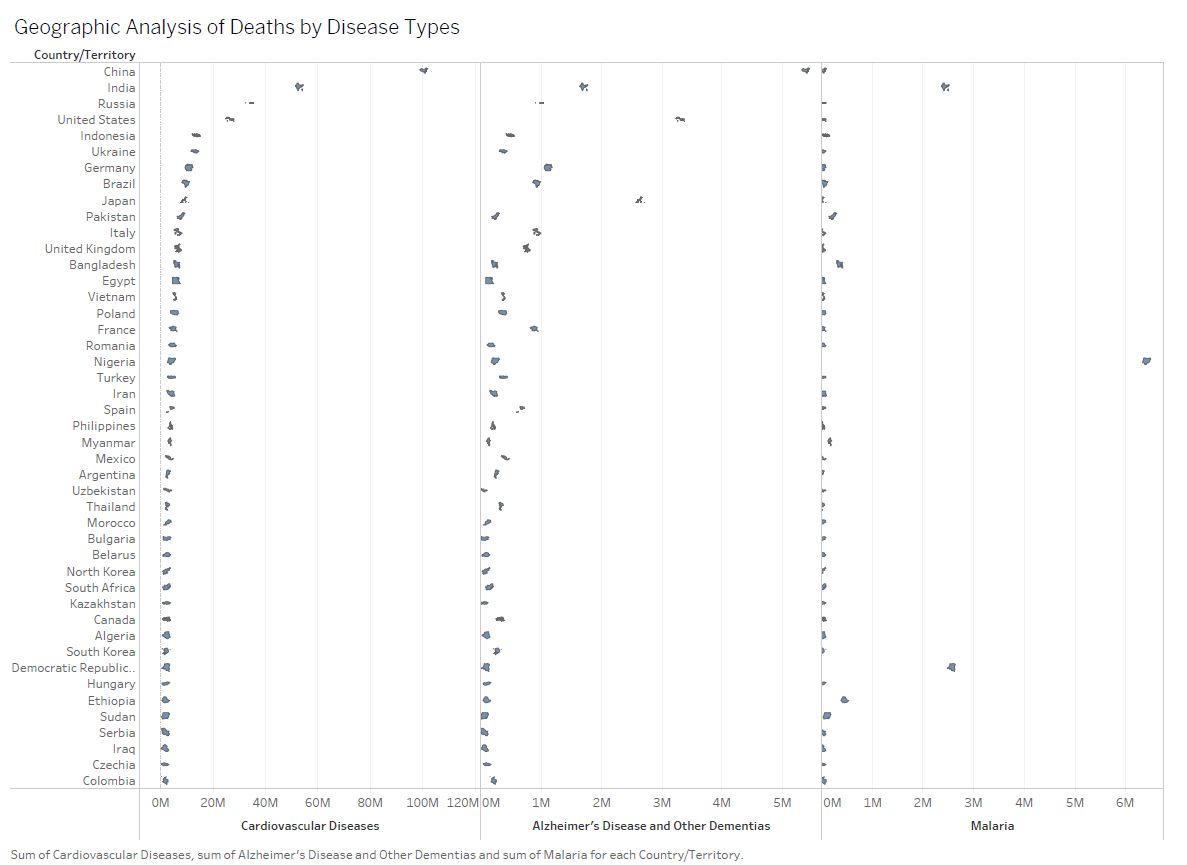 Geographic Analysis of Deaths by Disease Types
Country/Territory
China
India
Russia
United States
Indonesia
Ukraine
Germany
Brazil
Japan
Pakistan
Italy
United Kingdom
Bangladesh
Egypt
Vietnam
Poland
France
Romania
Nigeria
Turkey
Iran
Spain
Philippines
Myanmar
Mexico
Argentina
Uzbekistan
Thailand
Morocco
Bulgaria
Belarus
North Korea
South Africa
Kazakhstan
Canada
Algeria
South Korea
Democratic Republic..
Hungary
Ethiopia
Sudan
Serbia
Iraq
Czechia
Colombia
0M 20M 40M 60M 80M 100M 120M 0M 1M 2M 3M 4M 5M 0M 1M 2M 3M 4M 5M 6M
Cardiovascular Diseases Alzheimer's Disease and Other Dementias Malaria
Sum of Cardiovascular Diseases, sum of Alzheimer's Disease and Other Dementias and sum of Malaria for each Country/Territory.